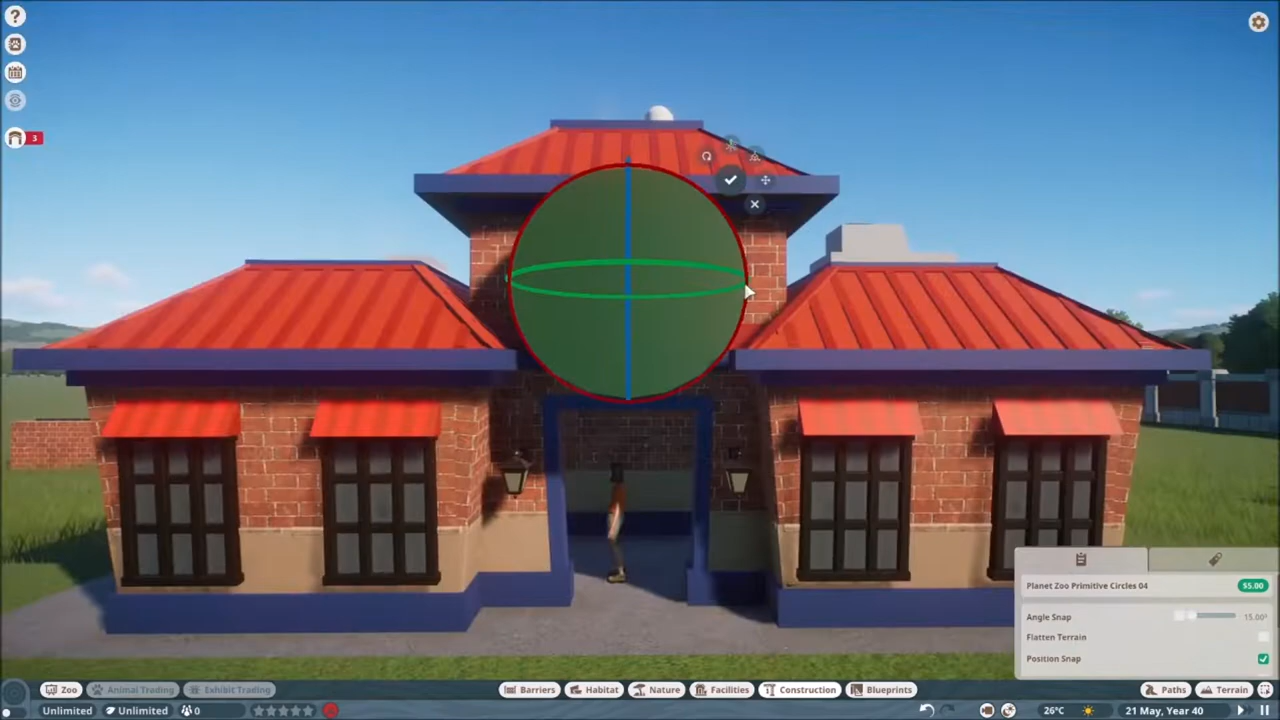 ?
3
Planet Zoo Primitive Circles 04
$5.00
Angle Snap
15.00°
Flatten Terrain
Position Snap
Zoo
Animal Trading
Exhibit Trading
Barriers
Habitat
Nature
Facilities
Construction
Blueprints
Paths
Terrain
Unlimited
Unlimited
0
26°C
21 May, Year 40